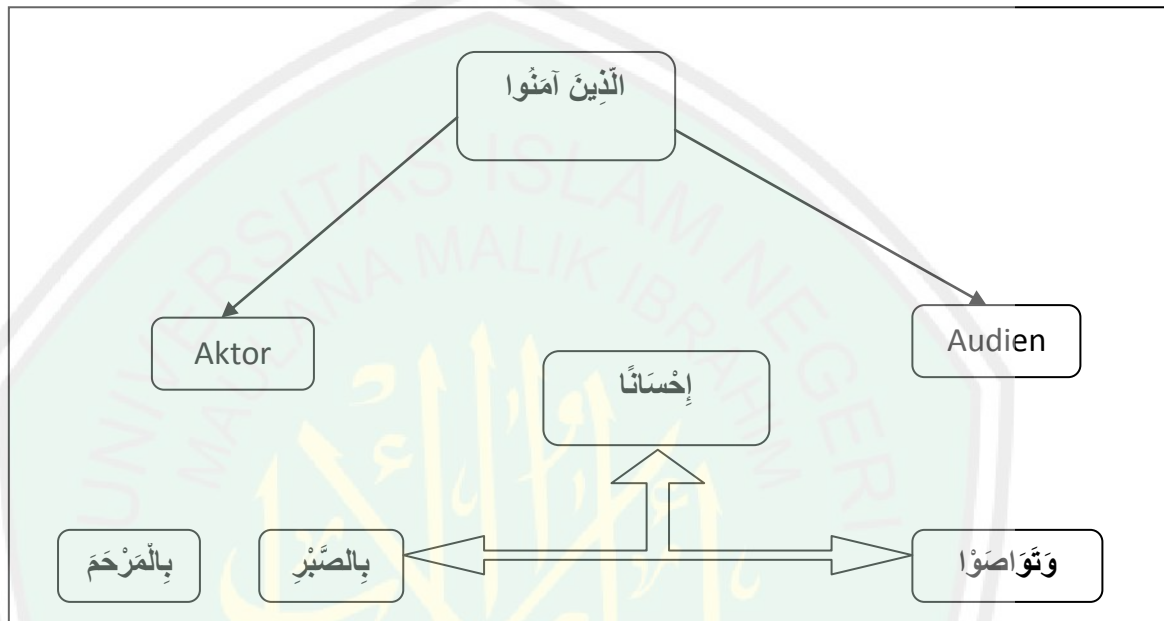 الَّذِينَ آمَنُوا
Aktor
Audien
إِحْسَانًا
بِالْمَرْحَمَ
بِالصَّبْرِ
وَتَوَاصَوْا
UNIVERSITAS ISLAM NEGERI
MAULANA MALIK IBRAHIM